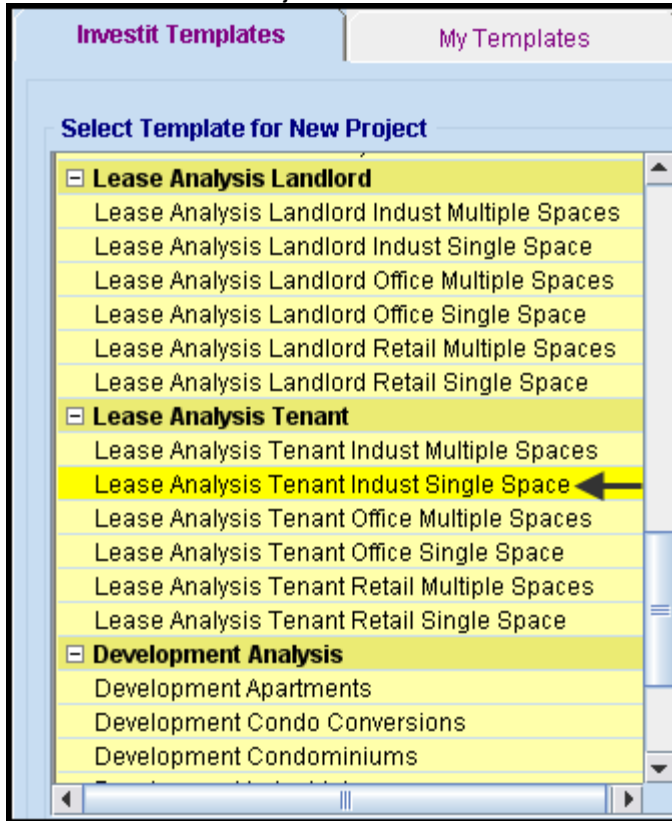 Investit Templates
My Templates
Select Template for New Project
Lease Analysis Landlord
Lease Analysis Landlord Indust Multiple Spaces
Lease Analysis Landlord Indust Single Space
Lease Analysis Landlord Office Multiple Spaces
Lease Analysis Landlord Office Single Space
Lease Analysis Landlord Retail Multiple Spaces
Lease Analysis Landlord Retail Single Space
Lease Analysis Tenant
Lease Analysis Tenant Indust Multiple Spaces
Lease Analysis Tenant Indust Single Space
Lease Analysis Tenant Office Multiple Spaces
Lease Analysis Tenant Office Single Space
Lease Analysis Tenant Retail Multiple Spaces
Lease Analysis Tenant Retail Single Space
Development Analysis
Development Apartments
Development Condo Conversions
Development Condominiums